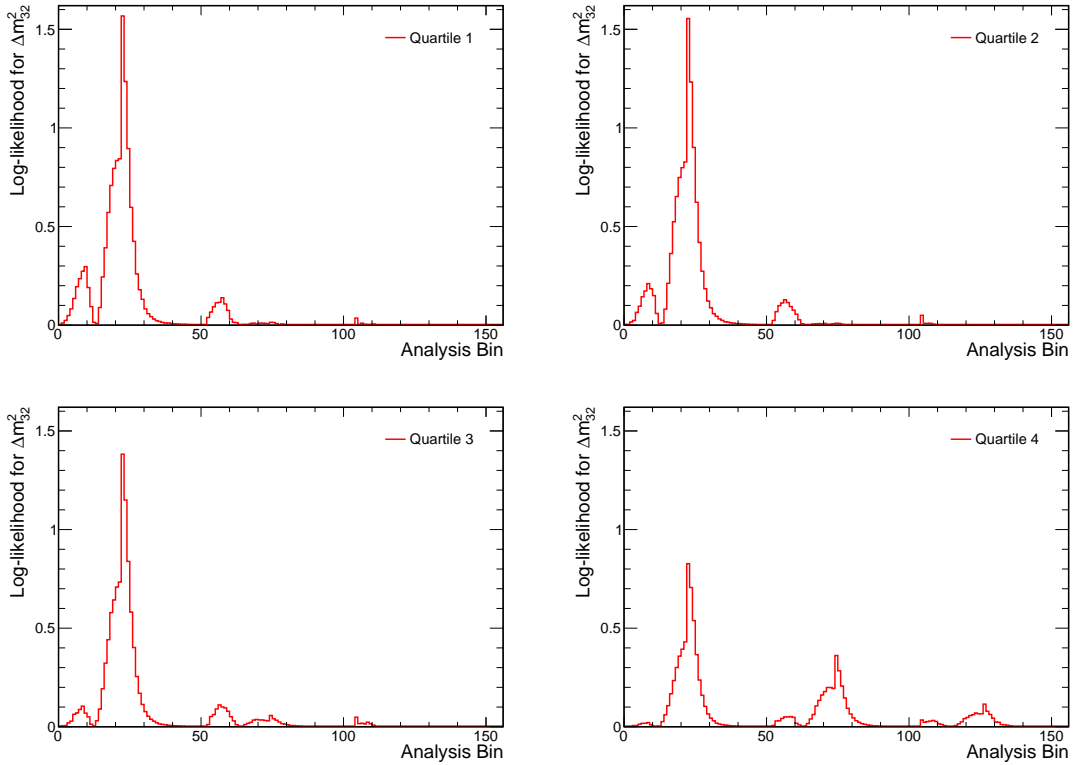 Log-likelihood for Δm²₃₂
1.5
1
0.5
0
Quartile 1
0 50 100 150
Analysis Bin
Log-likelihood for Δm²₃₂
1.5
1
0.5
0
Quartile 2
0 50 100 150
Analysis Bin
Log-likelihood for Δm²₃₂
1.5
1
0.5
0
Quartile 3
0 50 100 150
Analysis Bin
Log-likelihood for Δm²₃₂
1.5
1
0.5
0
Quartile 4
0 50 100 150
Analysis Bin